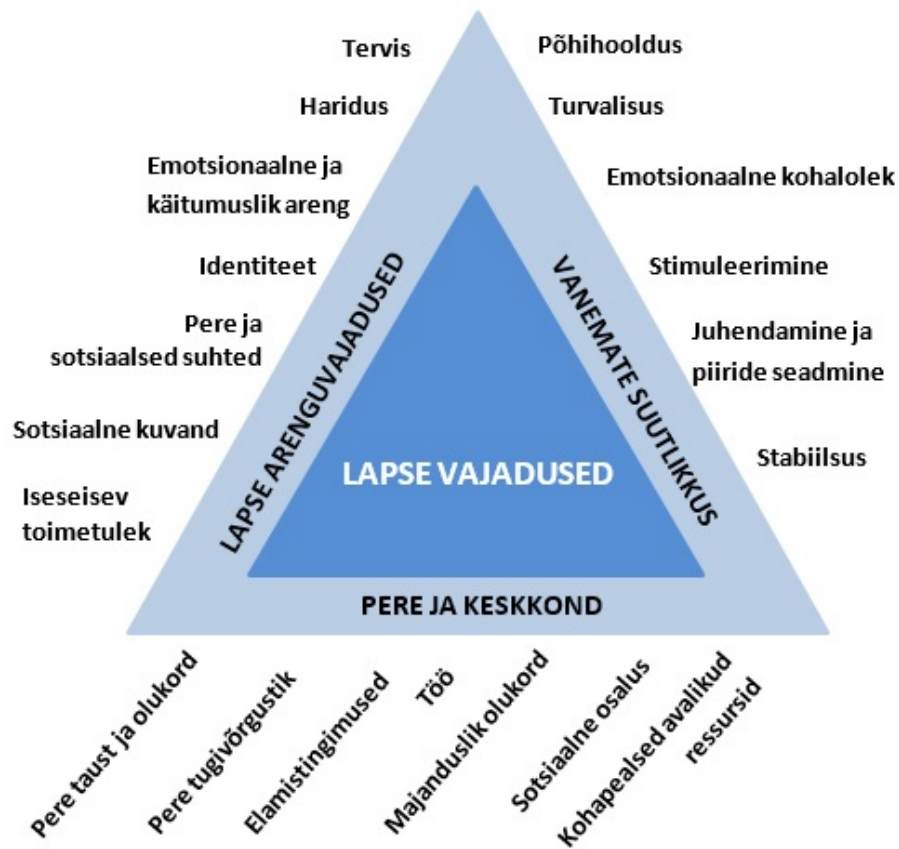 Tervis
Haridus
Emotsionaalne ja
käitumuslik areng
Identiteet
Pere ja
sotsiaalsed suhted
Sotsiaalne kuvand
Iseseisev
toimetulek
LAPSE ARENGUVAJADUSED
Põhihooldus
Turvalisus
Emotsionaalne kohalolek
Stimuleerimine
Juhendamine ja
piiride seadmine
Stabiilsus
VANEMATE SUUTLIKKUS
LAPSE VAJADUSED
PERE JA KESKKOND
Pere taust ja olukord
Pere tugivõrgustik
Elamistingimused
Töö
Majanduslik olukord
Sotsiaalne osalus
Kohapealsed avalikud
ressursid